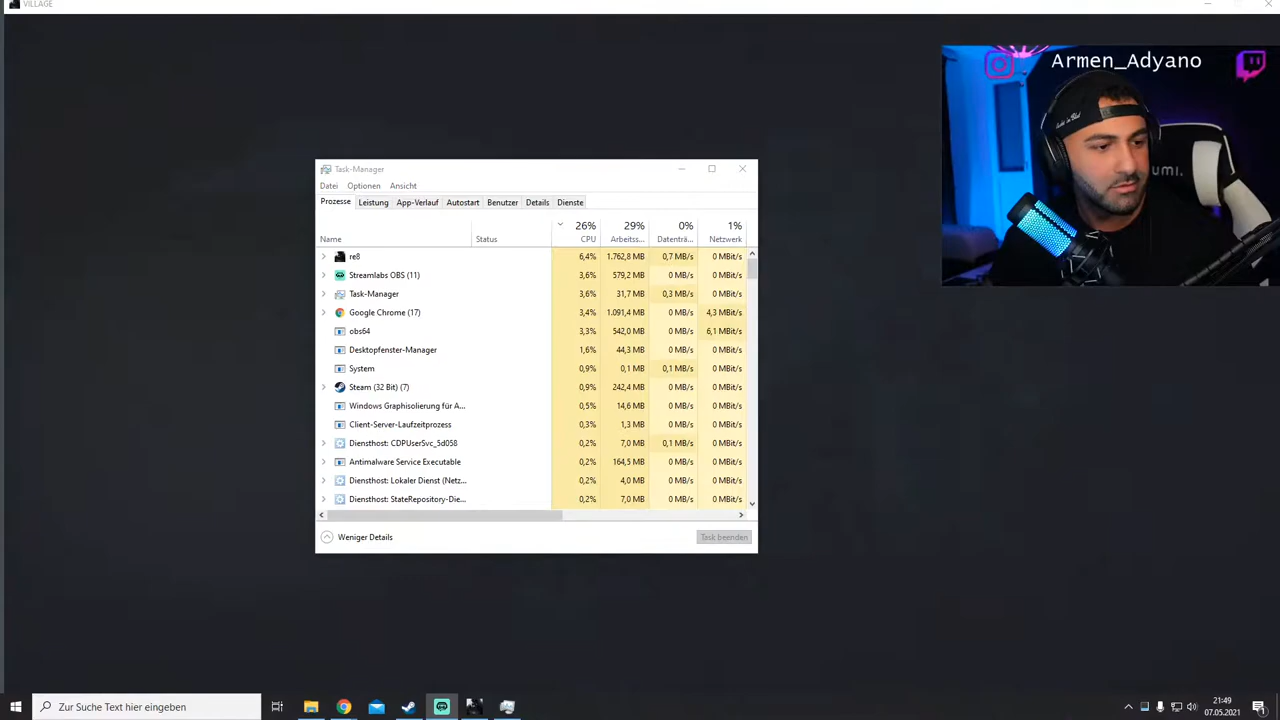 VILLAGE
Armen_Adyano
umi.
Task-Manager
Datei Optionen Ansicht
Prozesse Leistung App-Verlauf Autostart Benutzer Details Dienste
26% 29% 0% 1%
Name Status CPU Arbeitss... Datenträ... Netzwerk
re8 6,4% 1.762,8 MB 0,7 MB/s 0 MBit/s
Streamlabs OBS (11) 3,6% 579,2 MB 0 MB/s 0 MBit/s
Task-Manager 3,6% 31,7 MB 0,3 MB/s 0 MBit/s
Google Chrome (17) 3,4% 1.091,4 MB 0 MB/s 4,3 MBit/s
obs64 3,3% 542,0 MB 0 MB/s 6,1 MBit/s
Desktopfenster-Manager 1,6% 44,3 MB 0 MB/s 0 MBit/s
System 0,9% 0,1 MB 0,1 MB/s 0 MBit/s
Steam (32 Bit) (7) 0,9% 242,4 MB 0 MB/s 0 MBit/s
Windows Graphisolierung für A... 0,5% 14,6 MB 0 MB/s 0 MBit/s
Client-Server-Laufzeitprozess 0,3% 1,3 MB 0 MB/s 0 MBit/s
Diensthost: CDPUserSvc_5d058 0,2% 7,0 MB 0,1 MB/s 0 MBit/s
Antimalware Service Executable 0,2% 164,5 MB 0 MB/s 0 MBit/s
Diensthost: Lokaler Dienst (Netz... 0,2% 4,0 MB 0 MB/s 0 MBit/s
Diensthost: StateRepository-Die... 0,2% 7,0 MB 0 MB/s 0 MBit/s
Weniger Details Task beenden
Zur Suche Text hier eingeben
21:49
07.05.2021